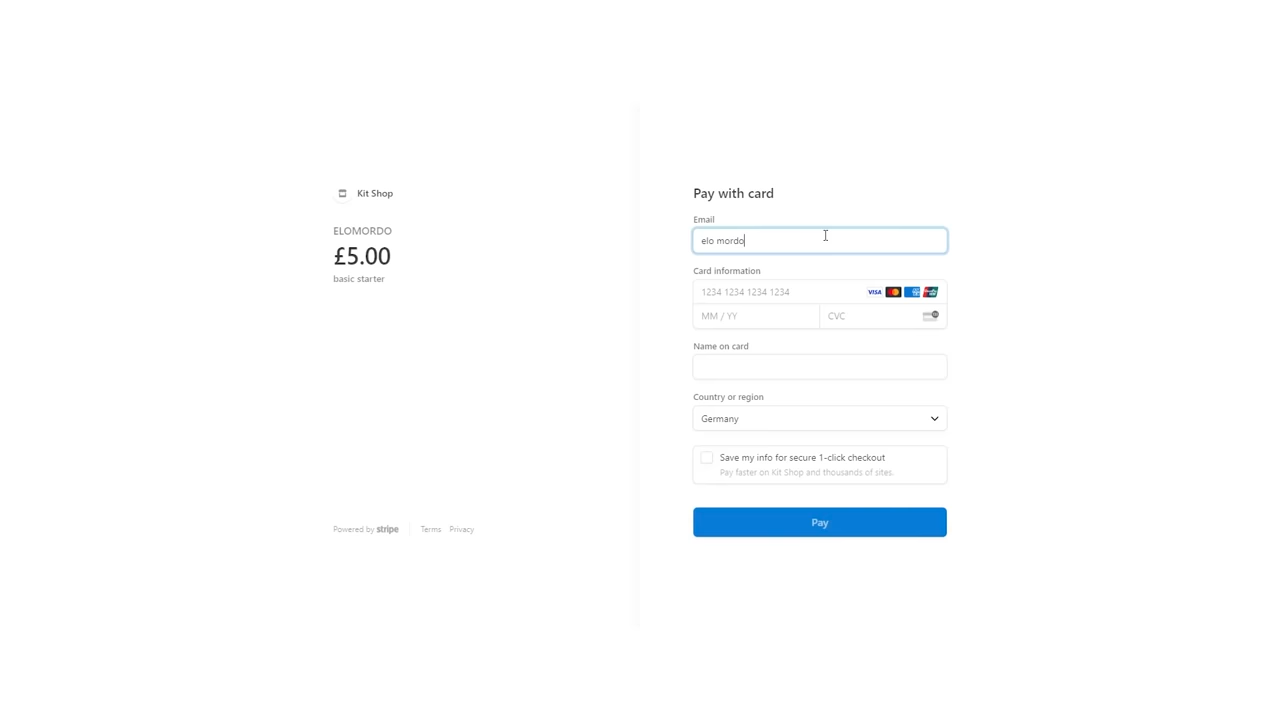 Kit Shop
ELOMORDO
£5.00
basic starter
Powered by stripe
Terms Privacy
Pay with card
Email
elo mordo
Card information
1234 1234 1234 1234 VISA
MM / YY CVC
Name on card
Country or region
Germany
Save my info for secure 1-click checkout
Pay faster on Kit Shop and thousands of sites.
Pay